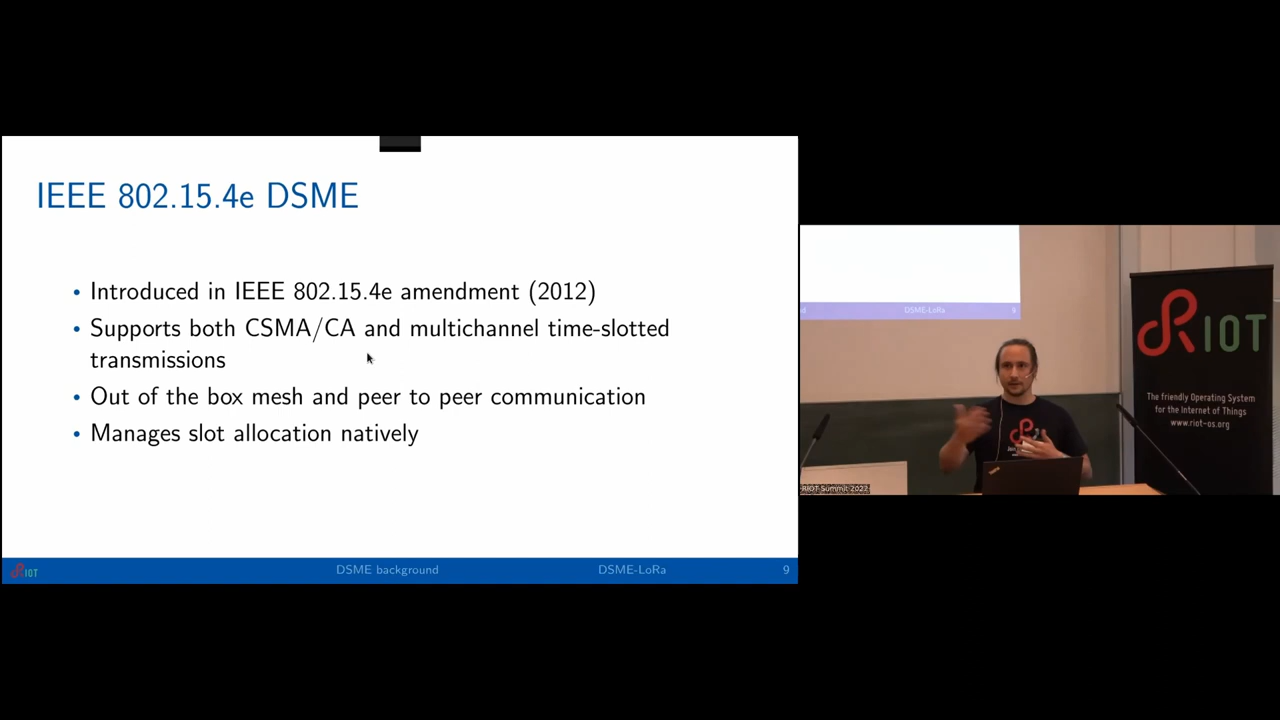 IEEE 802.15.4e DSME
• Introduced in IEEE 802.15.4e amendment (2012)
• Supports both CSMA/CA and multichannel time-slotted
transmissions
• Out of the box mesh and peer to peer communication
• Manages slot allocation natively
RIOT
DSME background
DSME-LoRa
9
DSME-LoRa
RIOT
The friendly Operating System
for the Internet of Things
www.riot-os.org
RIOT Summit 2022